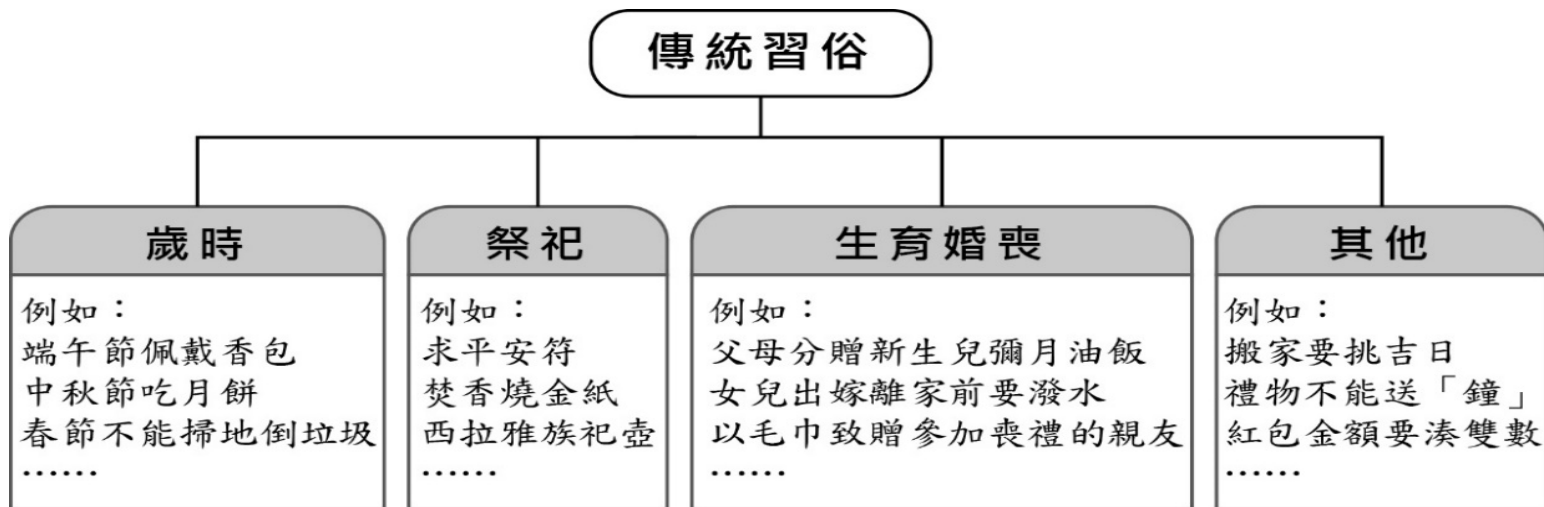 傳統習俗
歲時
例如：
端午節佩戴香包
中秋節吃月餅
春節不能掃地倒垃圾
……
祭祀
例如：
求平安符
焚香燒金紙
西拉雅族祀壺
……
生育婚喪
例如：
父母分贈新生兒彌月油飯
女兒出嫁離家前要潑水
以毛巾致贈參加喪禮的親友
……
其他
例如：
搬家要挑吉日
禮物不能送「鐘」
紅包金額要湊雙數
……